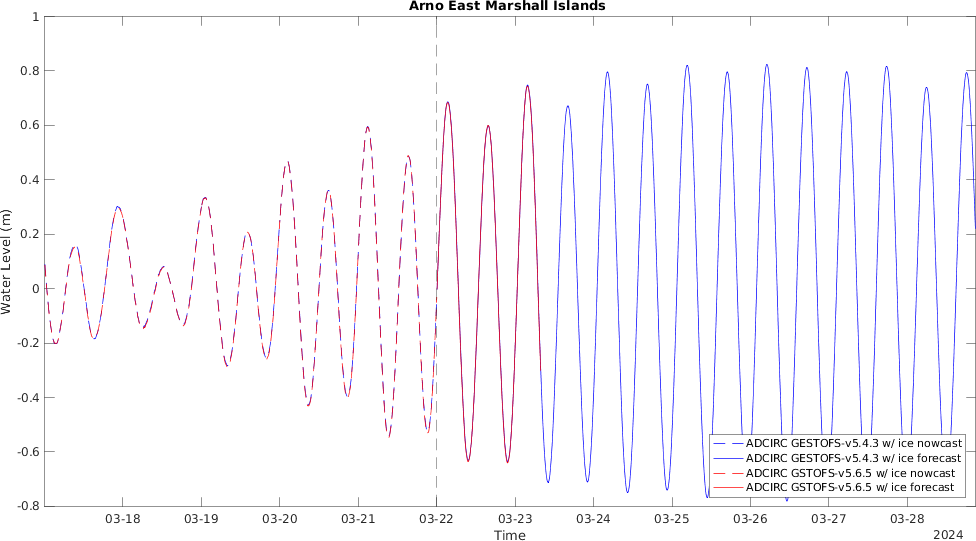 Arno East Marshall Islands
1
0.8
0.6
0.4
0.2
0
-0.2
-0.4
-0.6
-0.8
Water Level (m)
ADCIRC GESTOFS-v5.4.3 w/ ice nowcast
ADCIRC GESTOFS-v5.4.3 w/ ice forecast
ADCIRC GSTOFS-v5.6.5 w/ ice nowcast
ADCIRC GSTOFS-v5.6.5 w/ ice forecast
03-18 03-19 03-20 03-21 03-22 03-23 03-24 03-25 03-26 03-27 03-28
Time 2024